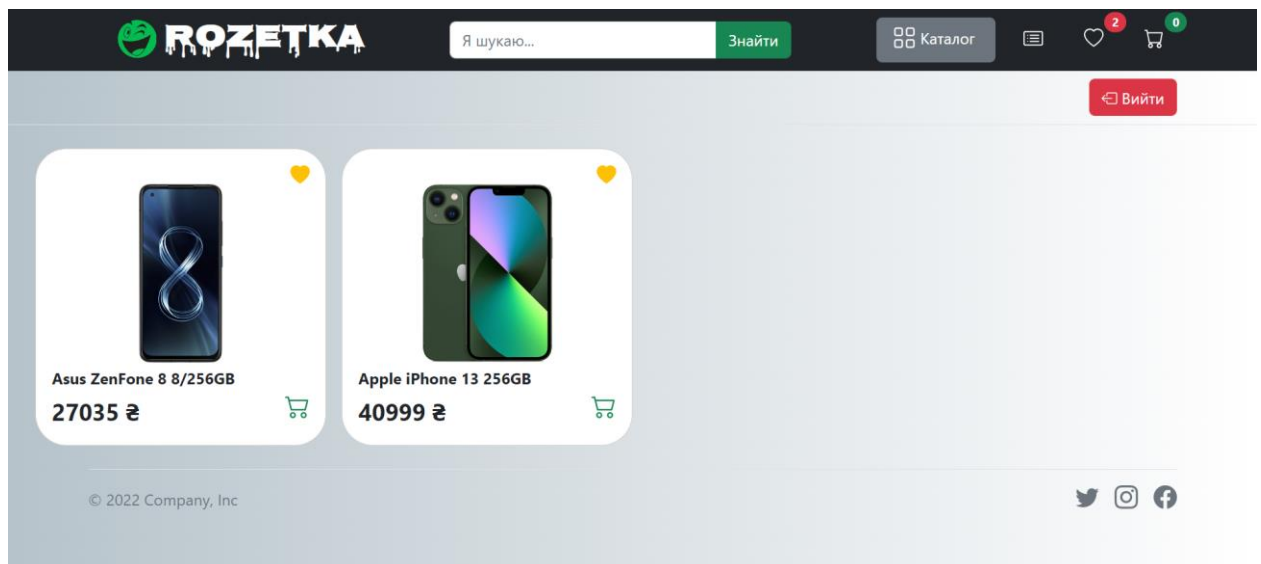 ROZETKA
Я шукаю...
Знайти
Каталог
2
0
Вийти
Asus ZenFone 8 8/256GB
27035 ₴
Apple iPhone 13 256GB
40999 ₴
© 2022 Company, Inc